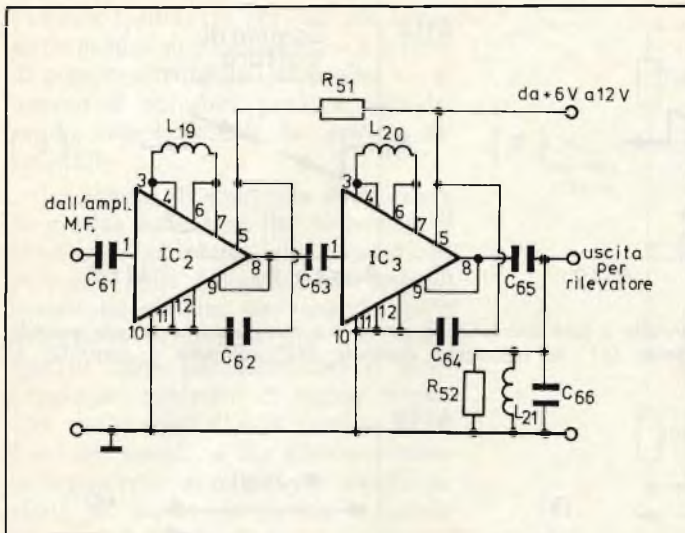 R51
da+6V a 12V
L19
L20
3
4
6
7
5
3
4
6
7
5
dall'ampl.
M.F.
1
IC2
8
1
IC3
8
uscita
per
rilevatore
C61
C63
C65
9
12
11
10
9
12
11
10
C62
C64
R52
L21
C66